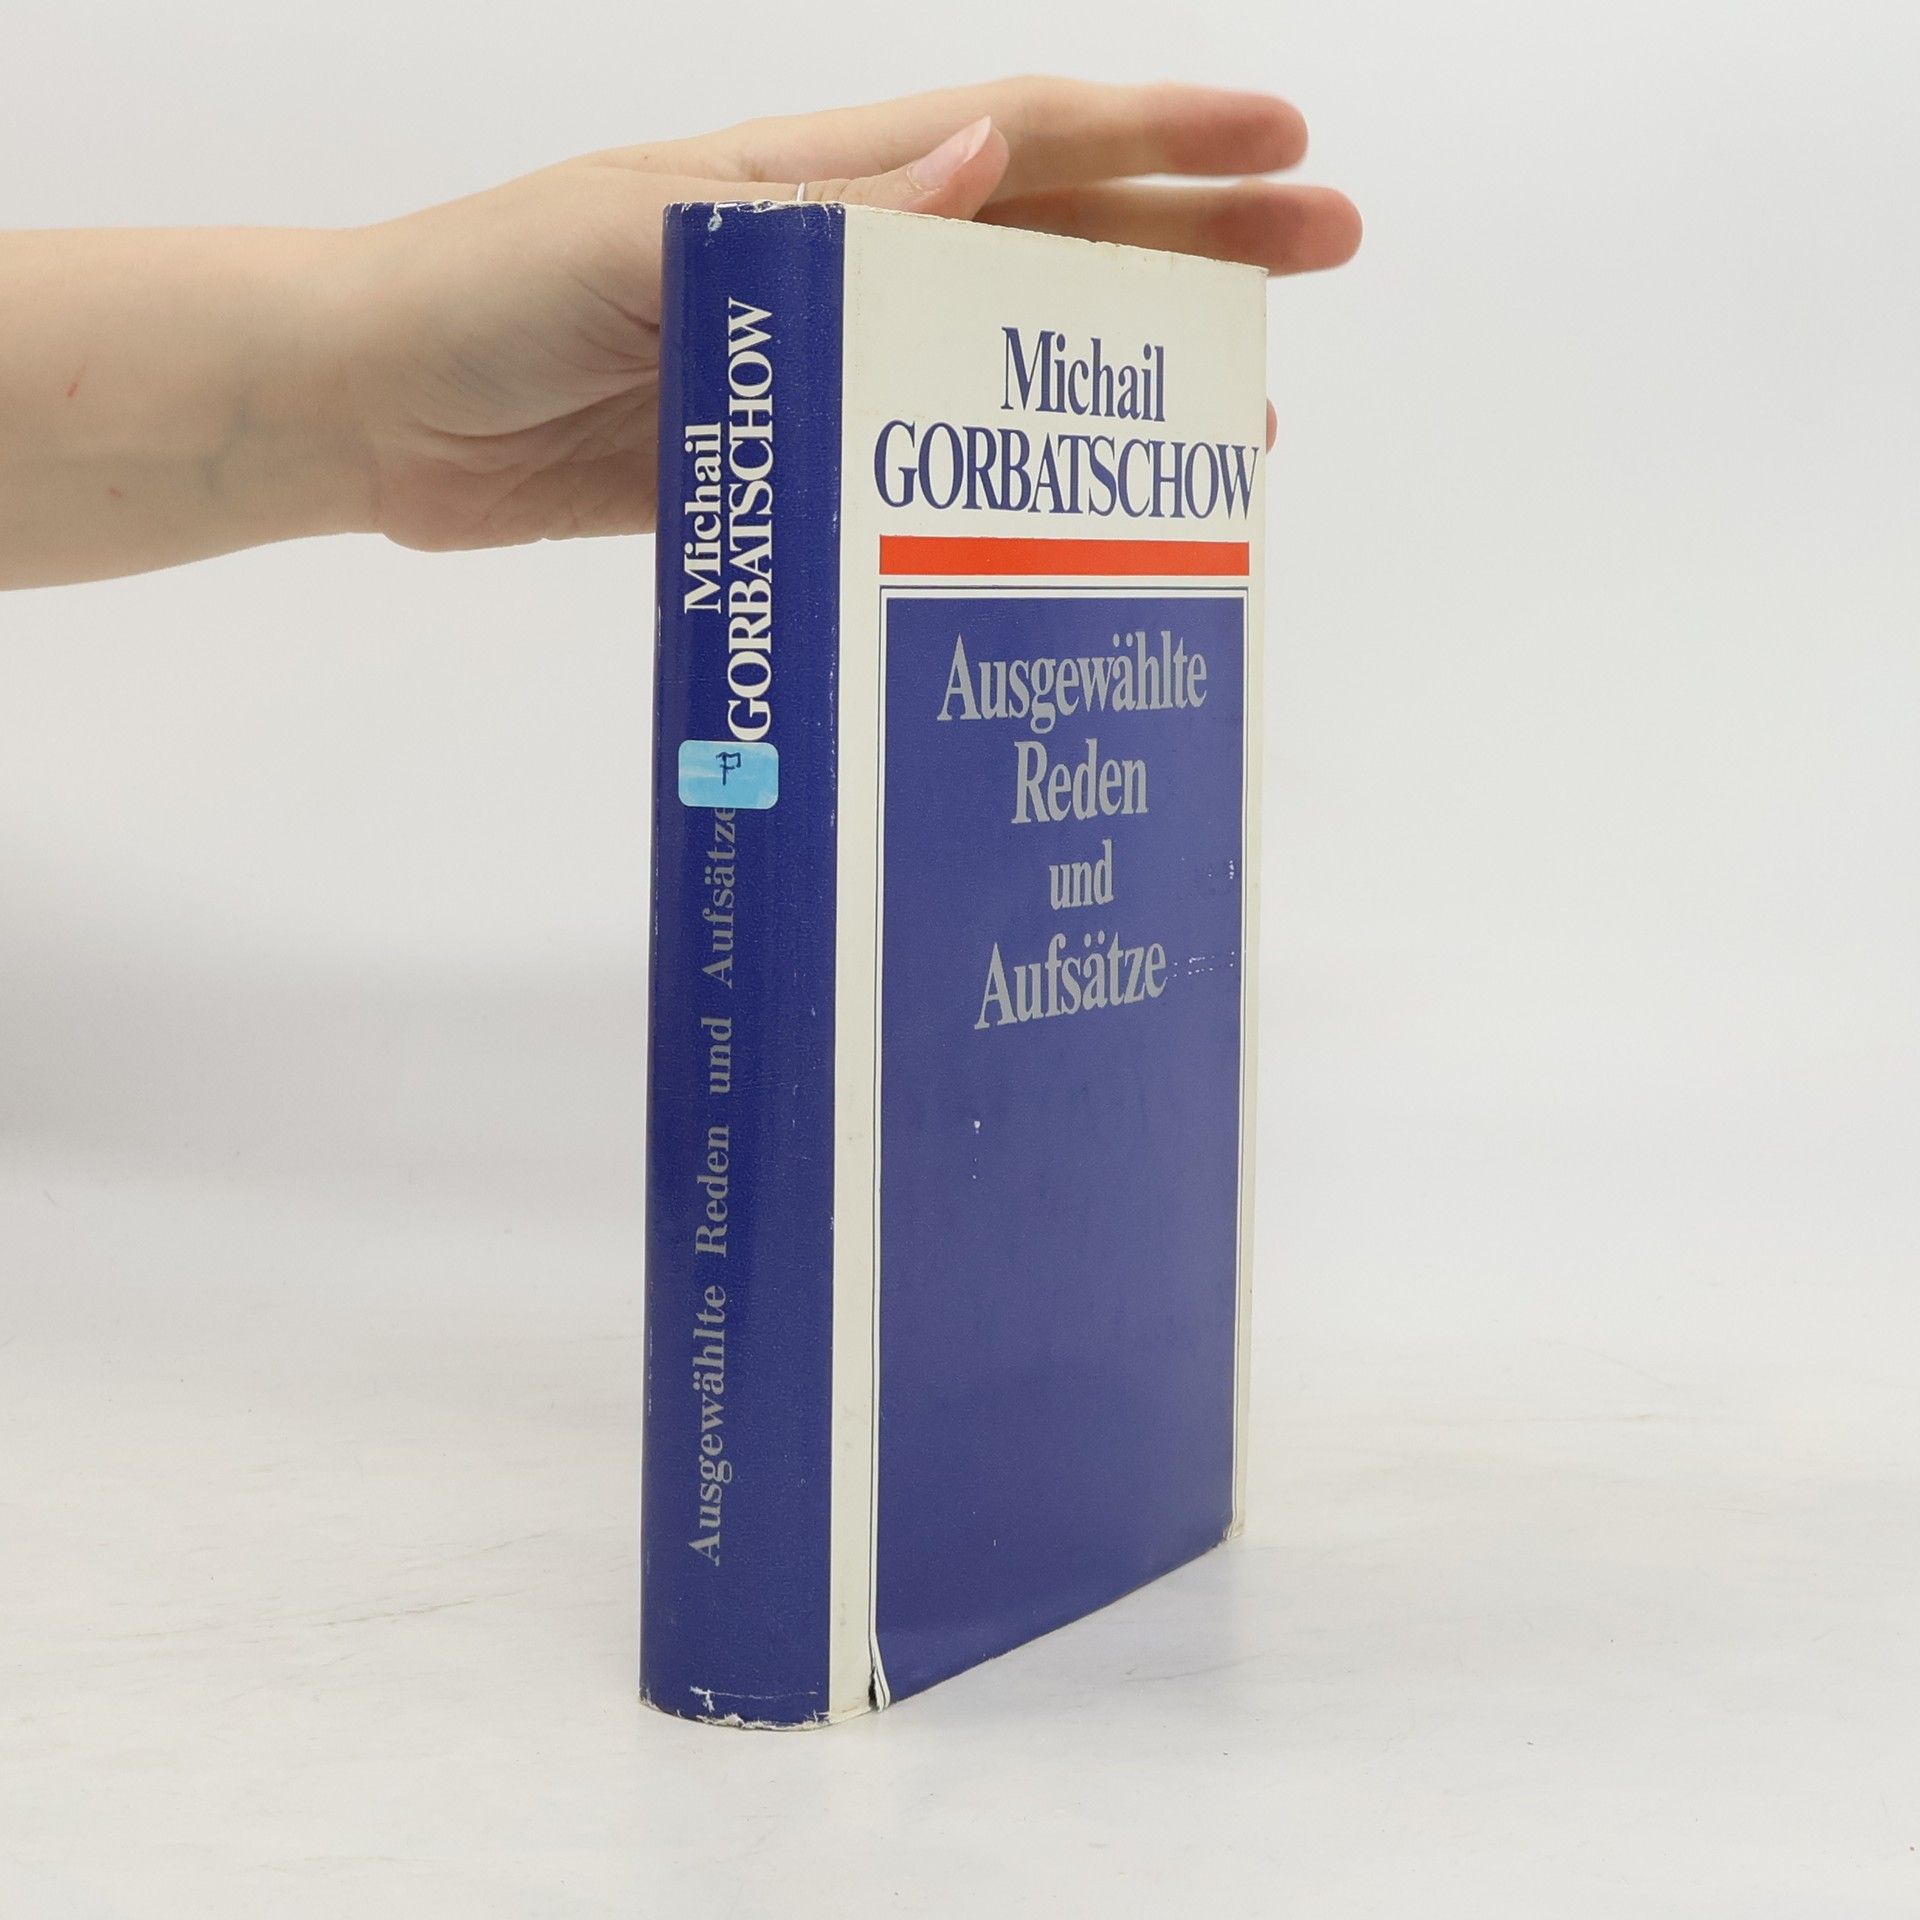 Michail
GORBATSCHOW
Ausgewählte Reden und Aufsätze
Michail
GORBATSCHOW
Ausgewählte
Reden
und
Aufsätze